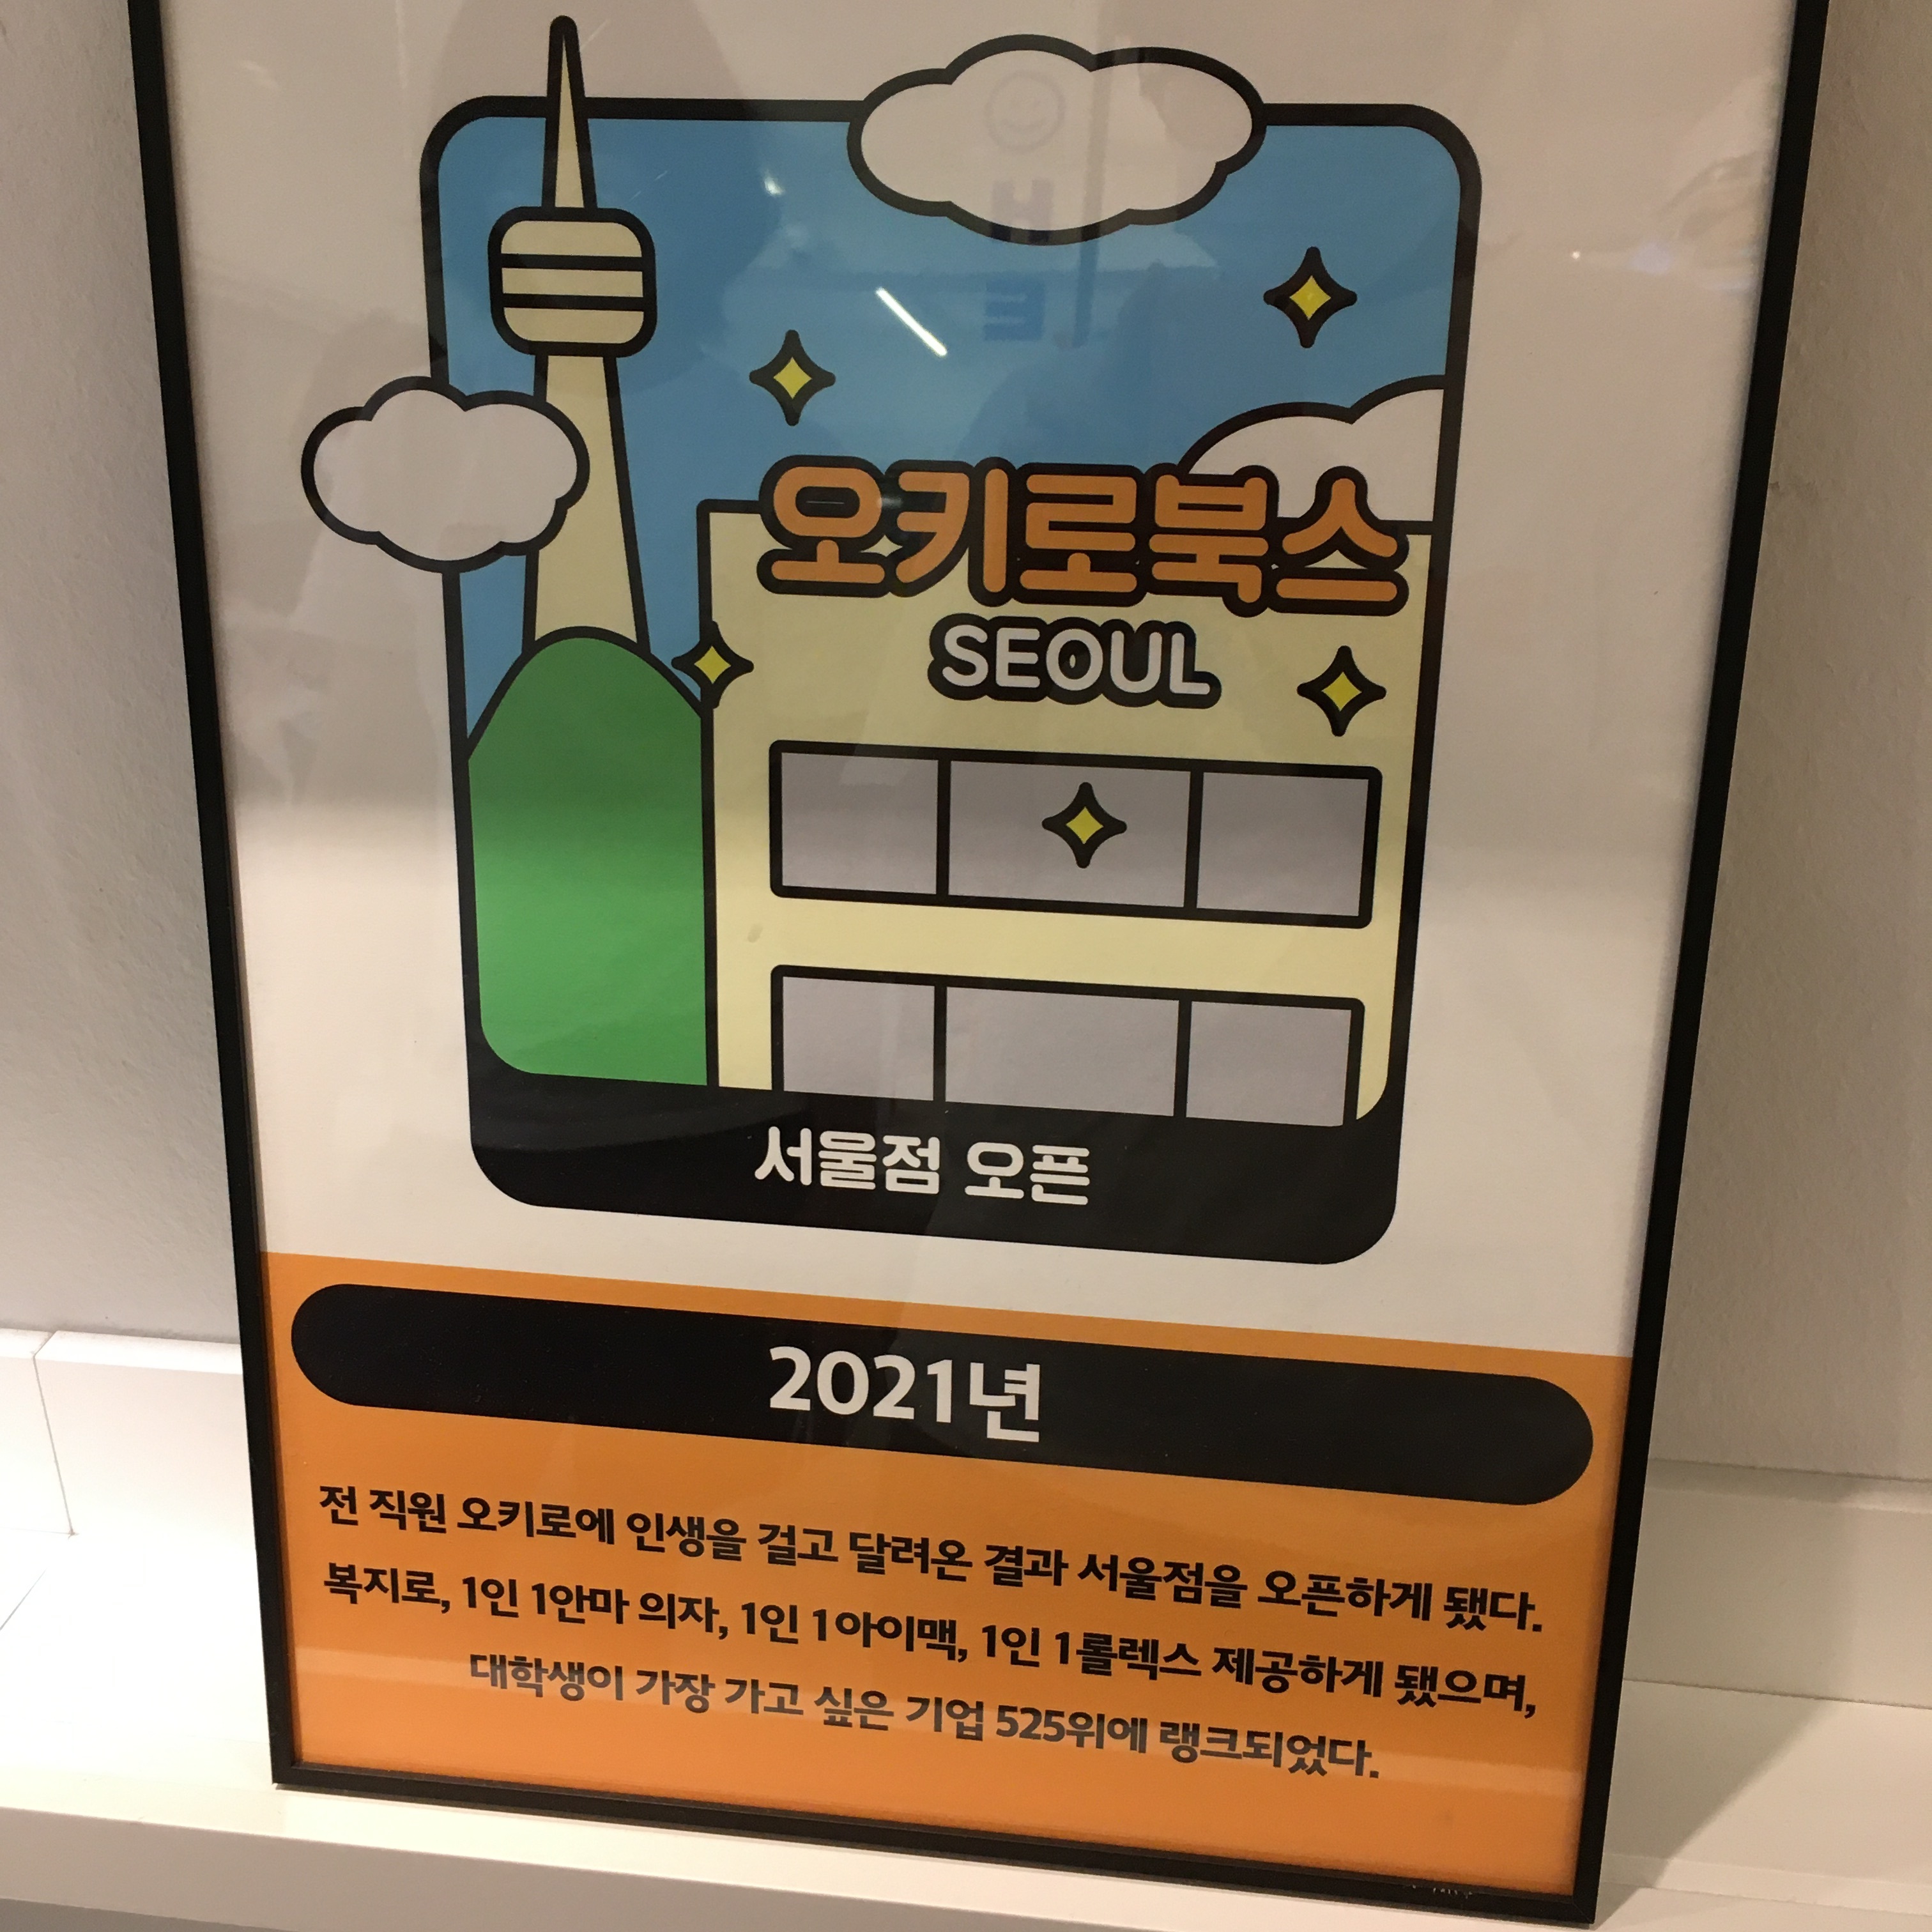 오키로북스
SEOUL
서울점 오픈
2021년
전 직원 오키로에 인생을 걸고 달려온 결과 서울점을 오픈하게 됐다.
복지로, 1인 1안마 의자, 1인 1아이맥, 1인 1롤렉스 제공하게 됐으며,
대학생이 가장 가고 싶은 기업 525위에 랭크되었다.